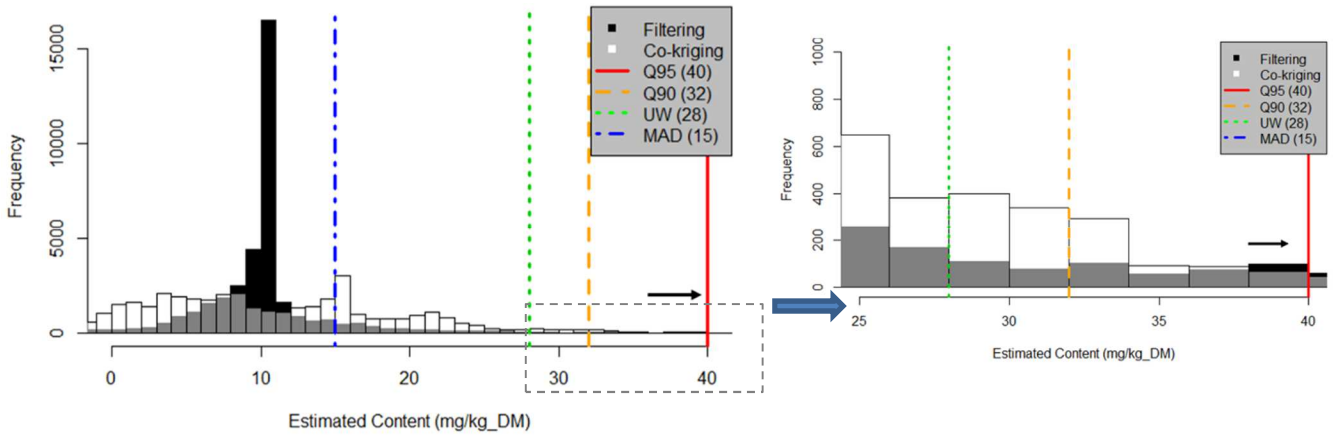 Frequency
0
5000
10000
15000
Filtering
Co-kriging
Q95 (40)
Q90 (32)
UW (28)
MAD (15)
0 10 20 30 40
Estimated Content (mg/kg_DM)
Frequency
0
200
400
600
800
1000
Filtering
Co-kriging
Q95 (40)
Q90 (32)
UW (28)
MAD (15)
25 30 35 40
Estimated Content (mg/kg_DM)